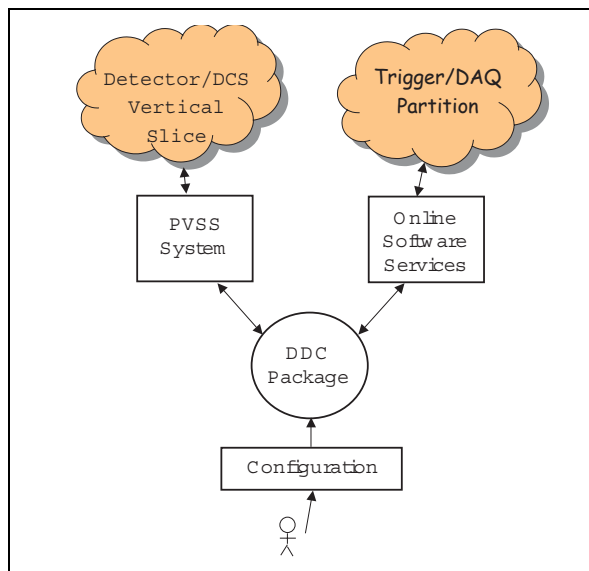 Detector/DCS
Vertical
Slice
Trigger/DAQ
Partition
PVSS
System
Online
Software
Services
DDC
Package
Configuration